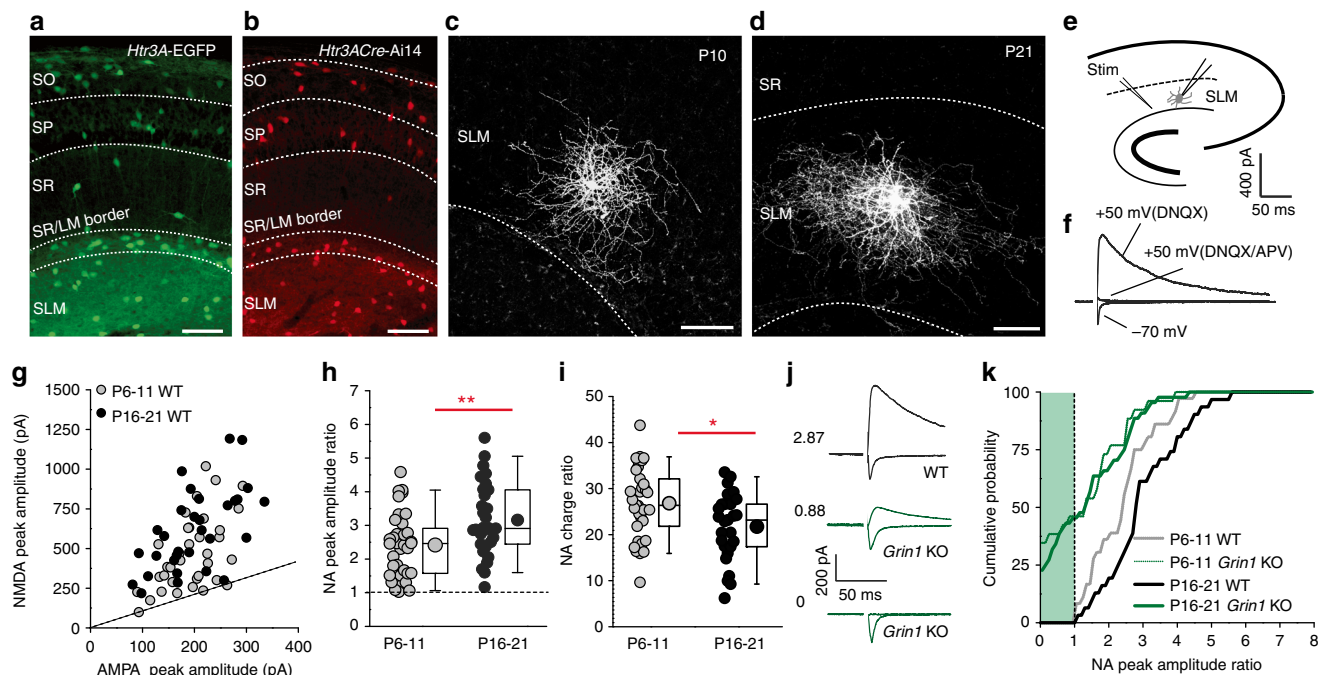 a
Htr3A-EGFP
SO
SP
SR
SR/LM border
SLM
b
Htr3ACre-Ai14
SO
SP
SR
SR/LM border
SLM
c
P10
SLM
d
P21
SR
SLM
e
Stim
SLM
400 pA
50 ms
f
+50 mV(DNQX)
+50 mV(DNQX/APV)
−70 mV
g
P6-11 WT
P16-21 WT
NMDA peak amplitude (pA)
1500
1250
1000
750
500
250
0
0 100 200 300 400
AMPA peak amplitude (pA)
h
**
NA peak amplitude ratio
7
6
5
4
3
2
1
0
P6-11 P16-21
i
*
NA charge ratio
50
40
30
20
10
0
P6-11 P16-21
j
2.87
WT
0.88
Grin1 KO
200 pA
50 ms
0
Grin1 KO
k
Cumulative probability
100
75
50
25
0
P6-11 WT
P6-11 Grin1 KO
P16-21 WT
P16-21 Grin1 KO
0 1 2 3 4 5 6 7 8
NA peak amplitude ratio